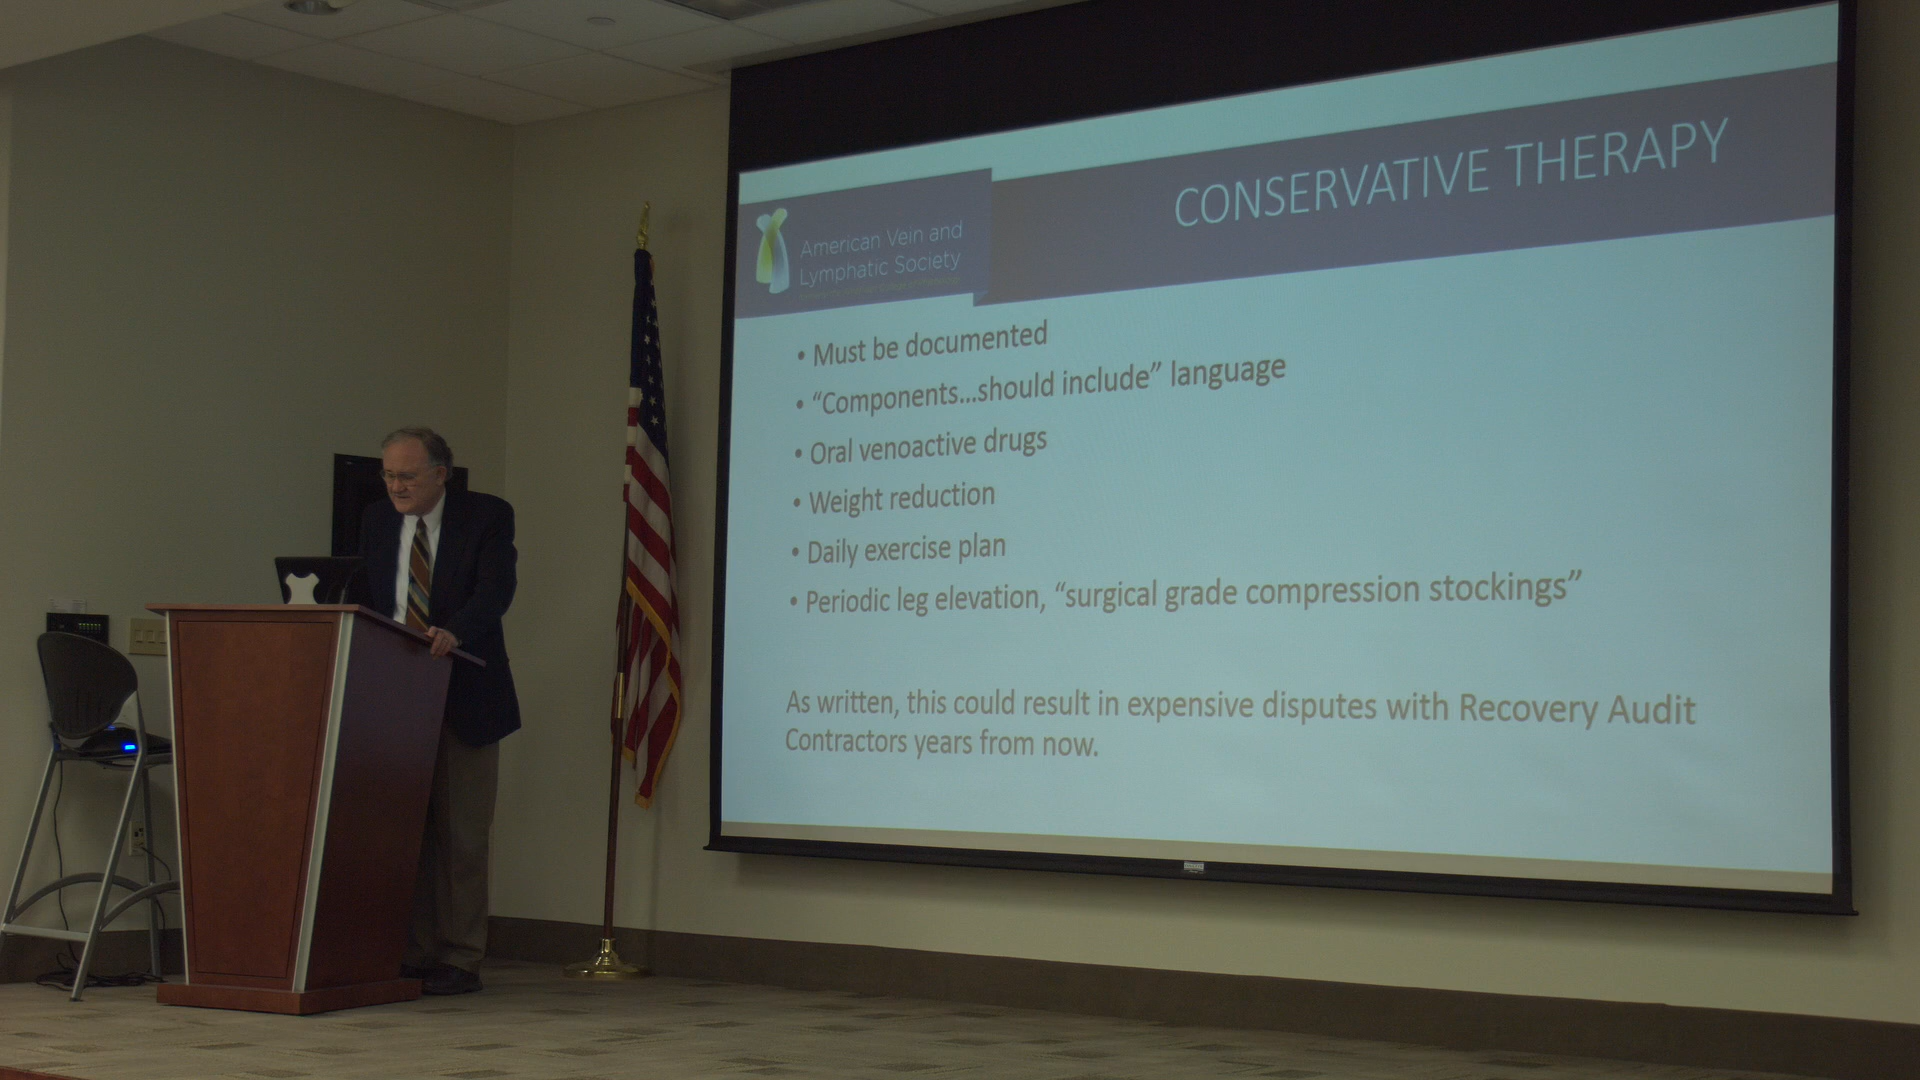 CONSERVATIVE THERAPY
American Vein and
Lymphatic Society
• Must be documented
• “Components...should include” language
• Oral venoactive drugs
• Weight reduction
• Daily exercise plan
• Periodic leg elevation, “surgical grade compression stockings”
As written, this could result in expensive disputes with Recovery Audit
Contractors years from now.